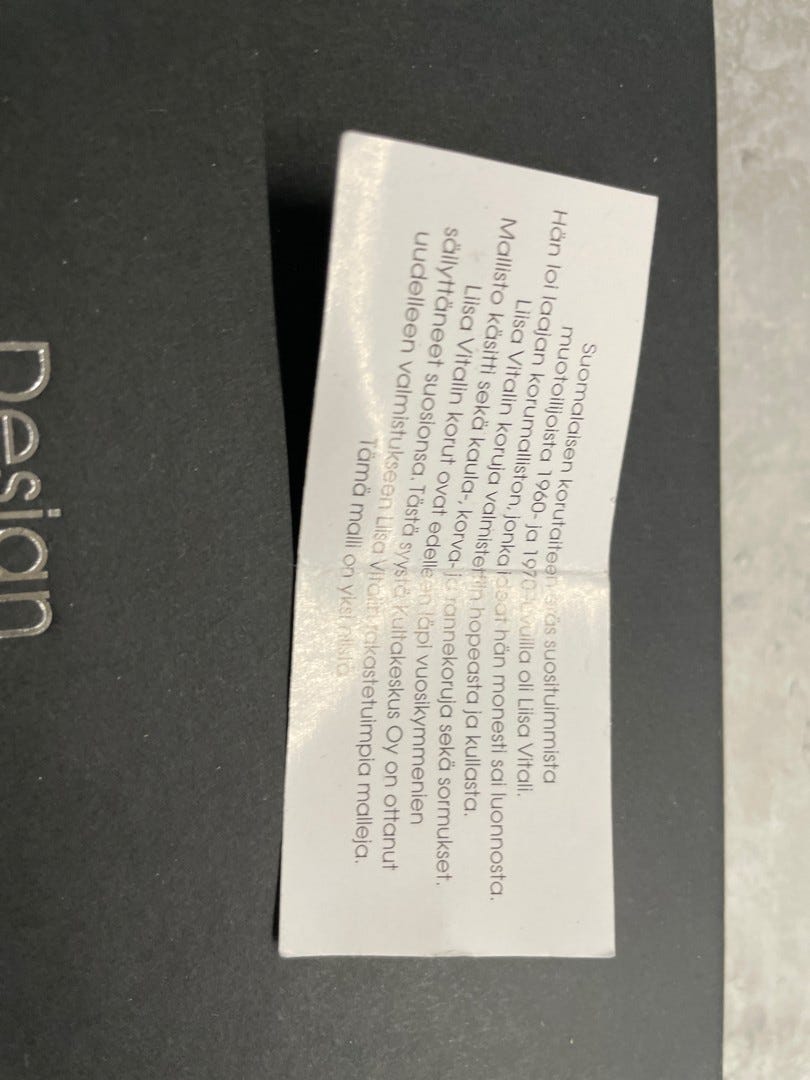 Suomalaisen korutaiteen eräs suosituimmista
muotoilijoista 1960- ja 1970-luvuilla oli Liisa Vitali.
Hän loi laajan korumalliston, jonka ideat hän monesti sai luonnosta.
Liisa Vitalin koruja valmistettiin hopeasta ja kullasta.
Mallisto käsitti sekä kaula-, korva- ja rannekoruja sekä sormukset.
Liisa Vitalin korut ovat edelleen läpi vuosikymmenien
säilyttäneet suosionsa. Tästä syystä Kultakeskus Oy on ottanut
uudelleen valmistukseen Liisa Vitalin rakastetuimpia malleja.
Tämä malli on yksi niistä.
Design